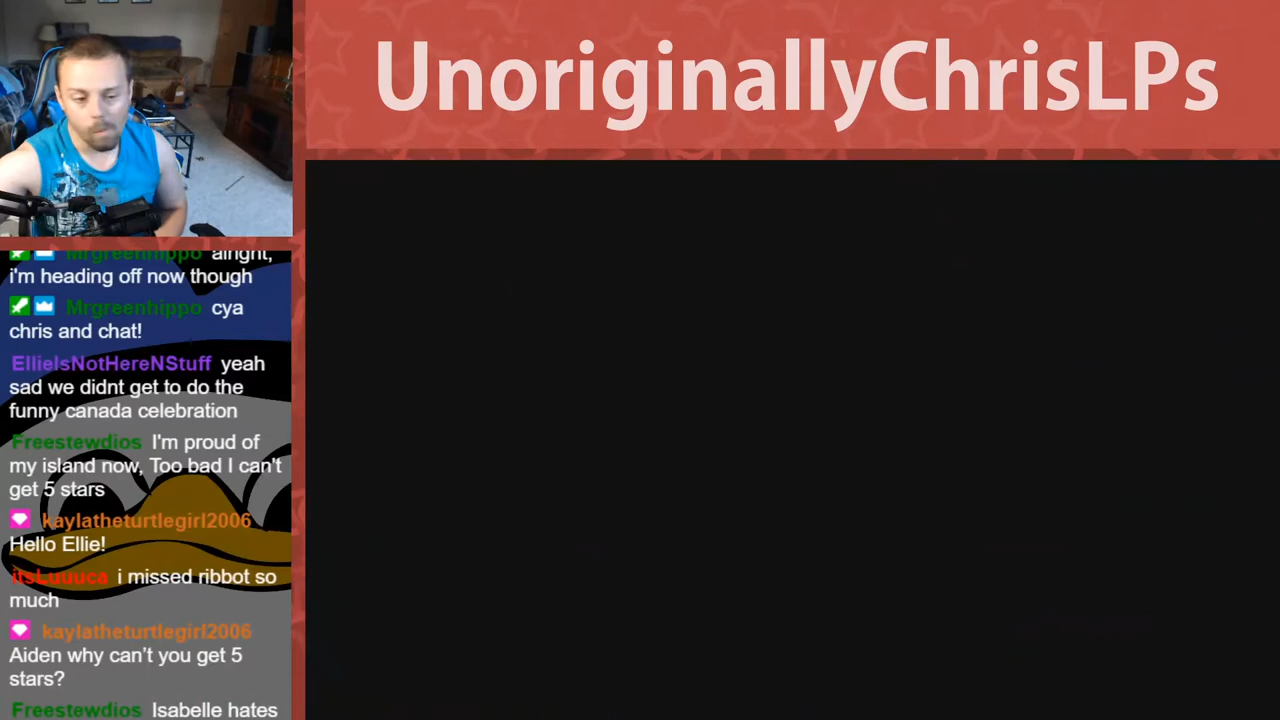 UnoriginallyChrisLPs
Mrgreenhippo alright,
i'm heading off now though
Mrgreenhippo cya
chris and chat!
EllieIsNotHereNStuff yeah
sad we didnt get to do the
funny canada celebration
Freestewdios I'm proud of
my island now, Too bad I can't
get 5 stars
kaylatheturtlegirl2006
Hello Ellie!
itsLuuuca i missed ribbot so
much
kaylatheturtlegirl2006
Aiden why can’t you get 5
stars?
Freestewdios Isabelle hates